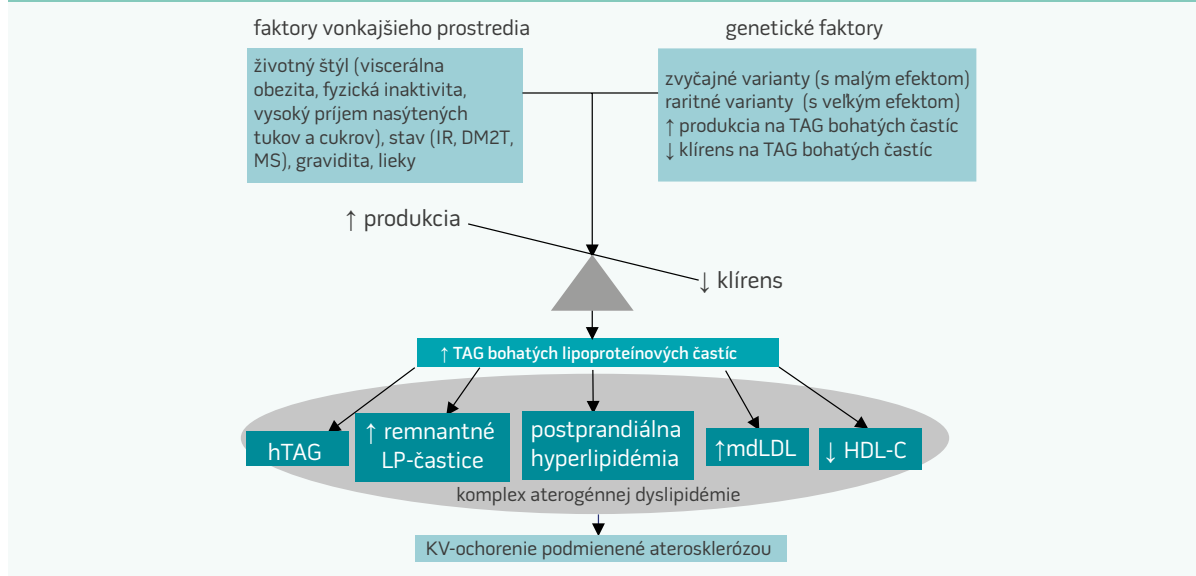 faktory vonkajšieho prostredia
životný štýl (viscerálna
obezita, fyzická inaktivita,
vysoký príjem nasýtených
tukov a cukrov), stav (IR, DM2T,
MS), gravidita, lieky
genetické faktory
zvyčajné varianty (s malým efektom)
raritné varianty (s veľkým efektom)
↑ produkcia na TAG bohatých častíc
↓ klírens na TAG bohatých častíc
↑ produkcia
↓ klírens
↑ TAG bohatých lipoproteínových častíc
hTAG
↑ remnantné
LP-častice
postprandiálna
hyperlipidémia
↑mdLDL
↓ HDL-C
komplex aterogénnej dyslipidémie
KV-ochorenie podmienené aterosklerózou